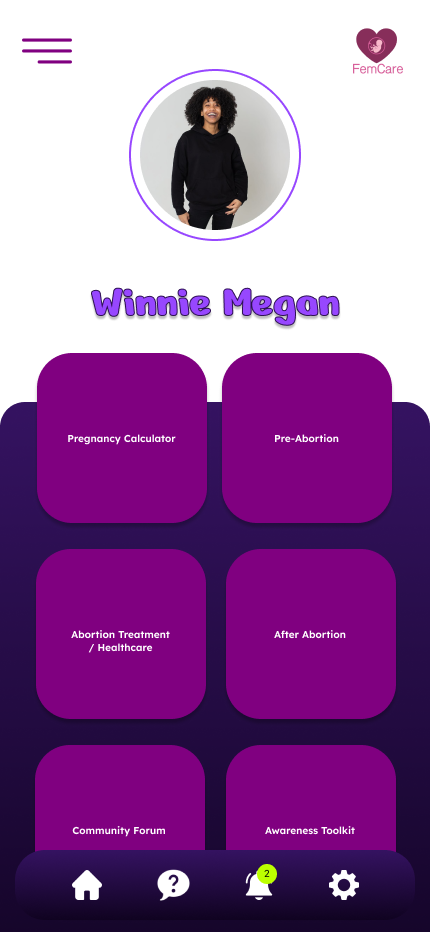 FemCare
Winnie Megan
Pregnancy Calculator
Pre-Abortion
Abortion Treatment
/ Healthcare
After Abortion
Community Forum
Awareness Toolkit
?
2